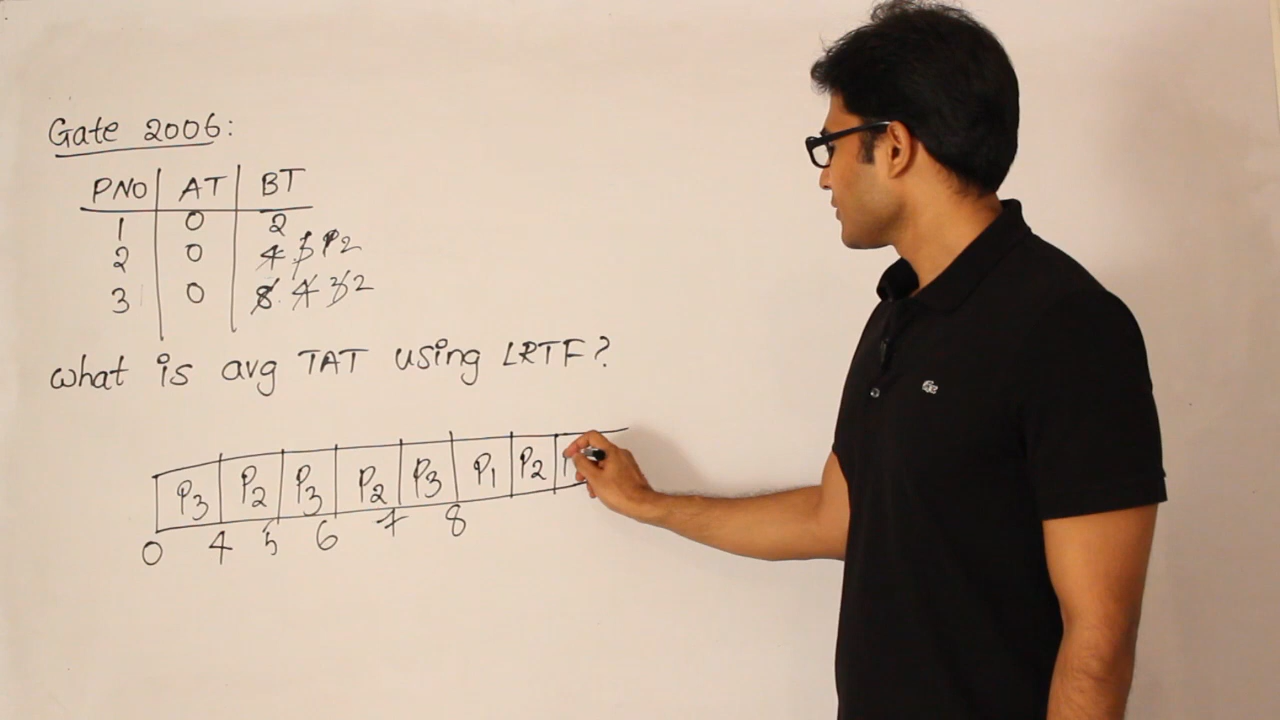 Gate 2006:
PNO AT BT
1 0 2
2 0 4 3 2
3 0 8 4 3 2
what is avg TAT using LRTF?
P3 P2 P3 P2 P3 P1 P2
0 4 5 6 7 8